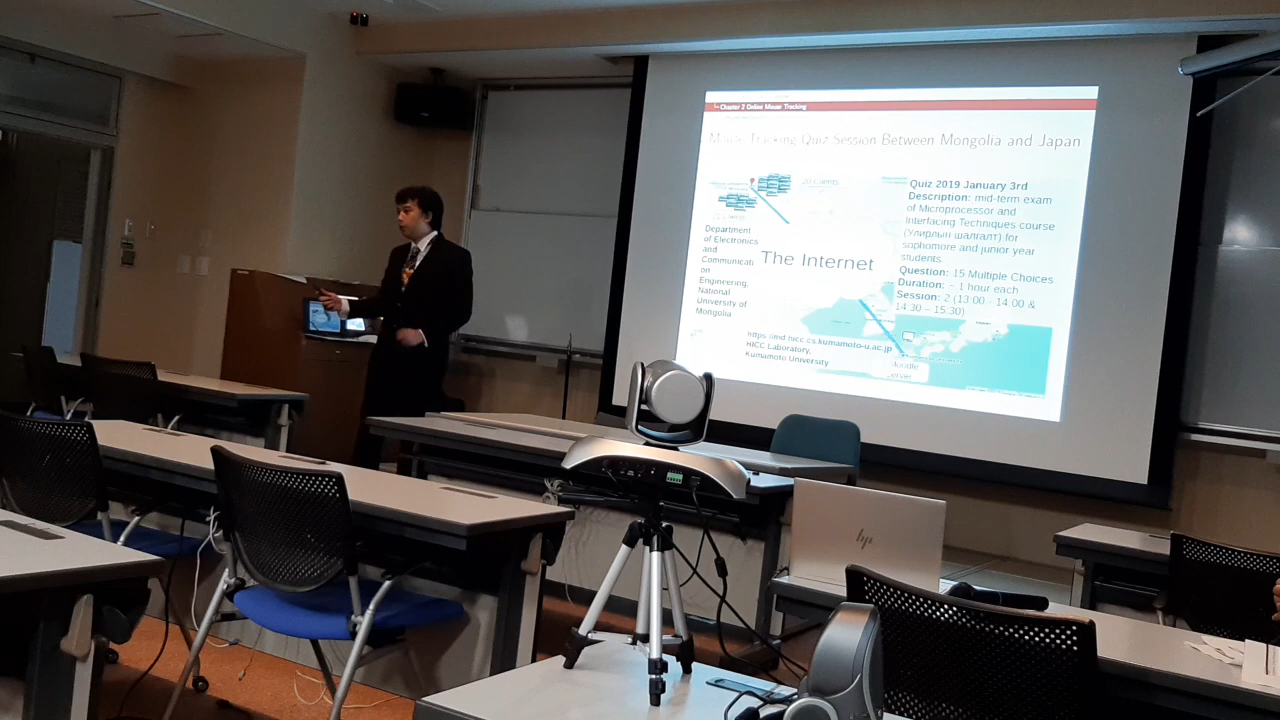 Chapter 2 Online Mouse Tracking
Mouse Tracking Quiz Session Between Mongolia and Japan
20 Clients
Department
of Electronics
and
Communicati
on
Engineering,
National
University of
Mongolia
The Internet
Quiz 2019 January 3rd
Description: mid-term exam
of Microprocessor and
Interfacing Techniques course
(Улирлын шалгалт) for
sophomore and junior year
students
Question: 15 Multiple Choices
Duration: ~ 1 hour each
Session: 2 (13:00 - 14:00 &
14:30 – 15:30)
https://md.hicc.cs.kumamoto-u.ac.jp
HICC Laboratory,
Kumamoto University
Moodle
Server
hp